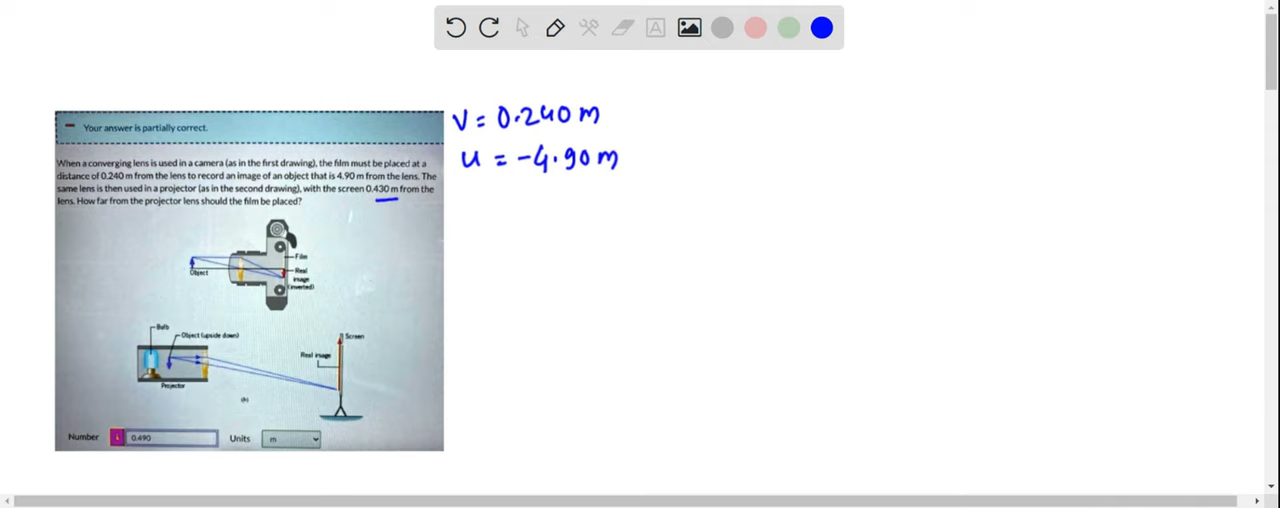 Your answer is partially correct.
V = 0.240 m
u = -4.90 m
When a converging lens is used in a camera (as in the first drawing), the film must be placed at a
distance of 0.240 m from the lens to record an image of an object that is 4.90 m from the lens. The
same lens is then used in a projector (as in the second drawing), with the screen 0.430 m from the
lens. How far from the projector lens should the film be placed?
Film
Object
Real
image
(inverted)
Bulb
Object (upside down)
Screen
Real image
Projector
(b)
Number
i
0.490
Units
m
A